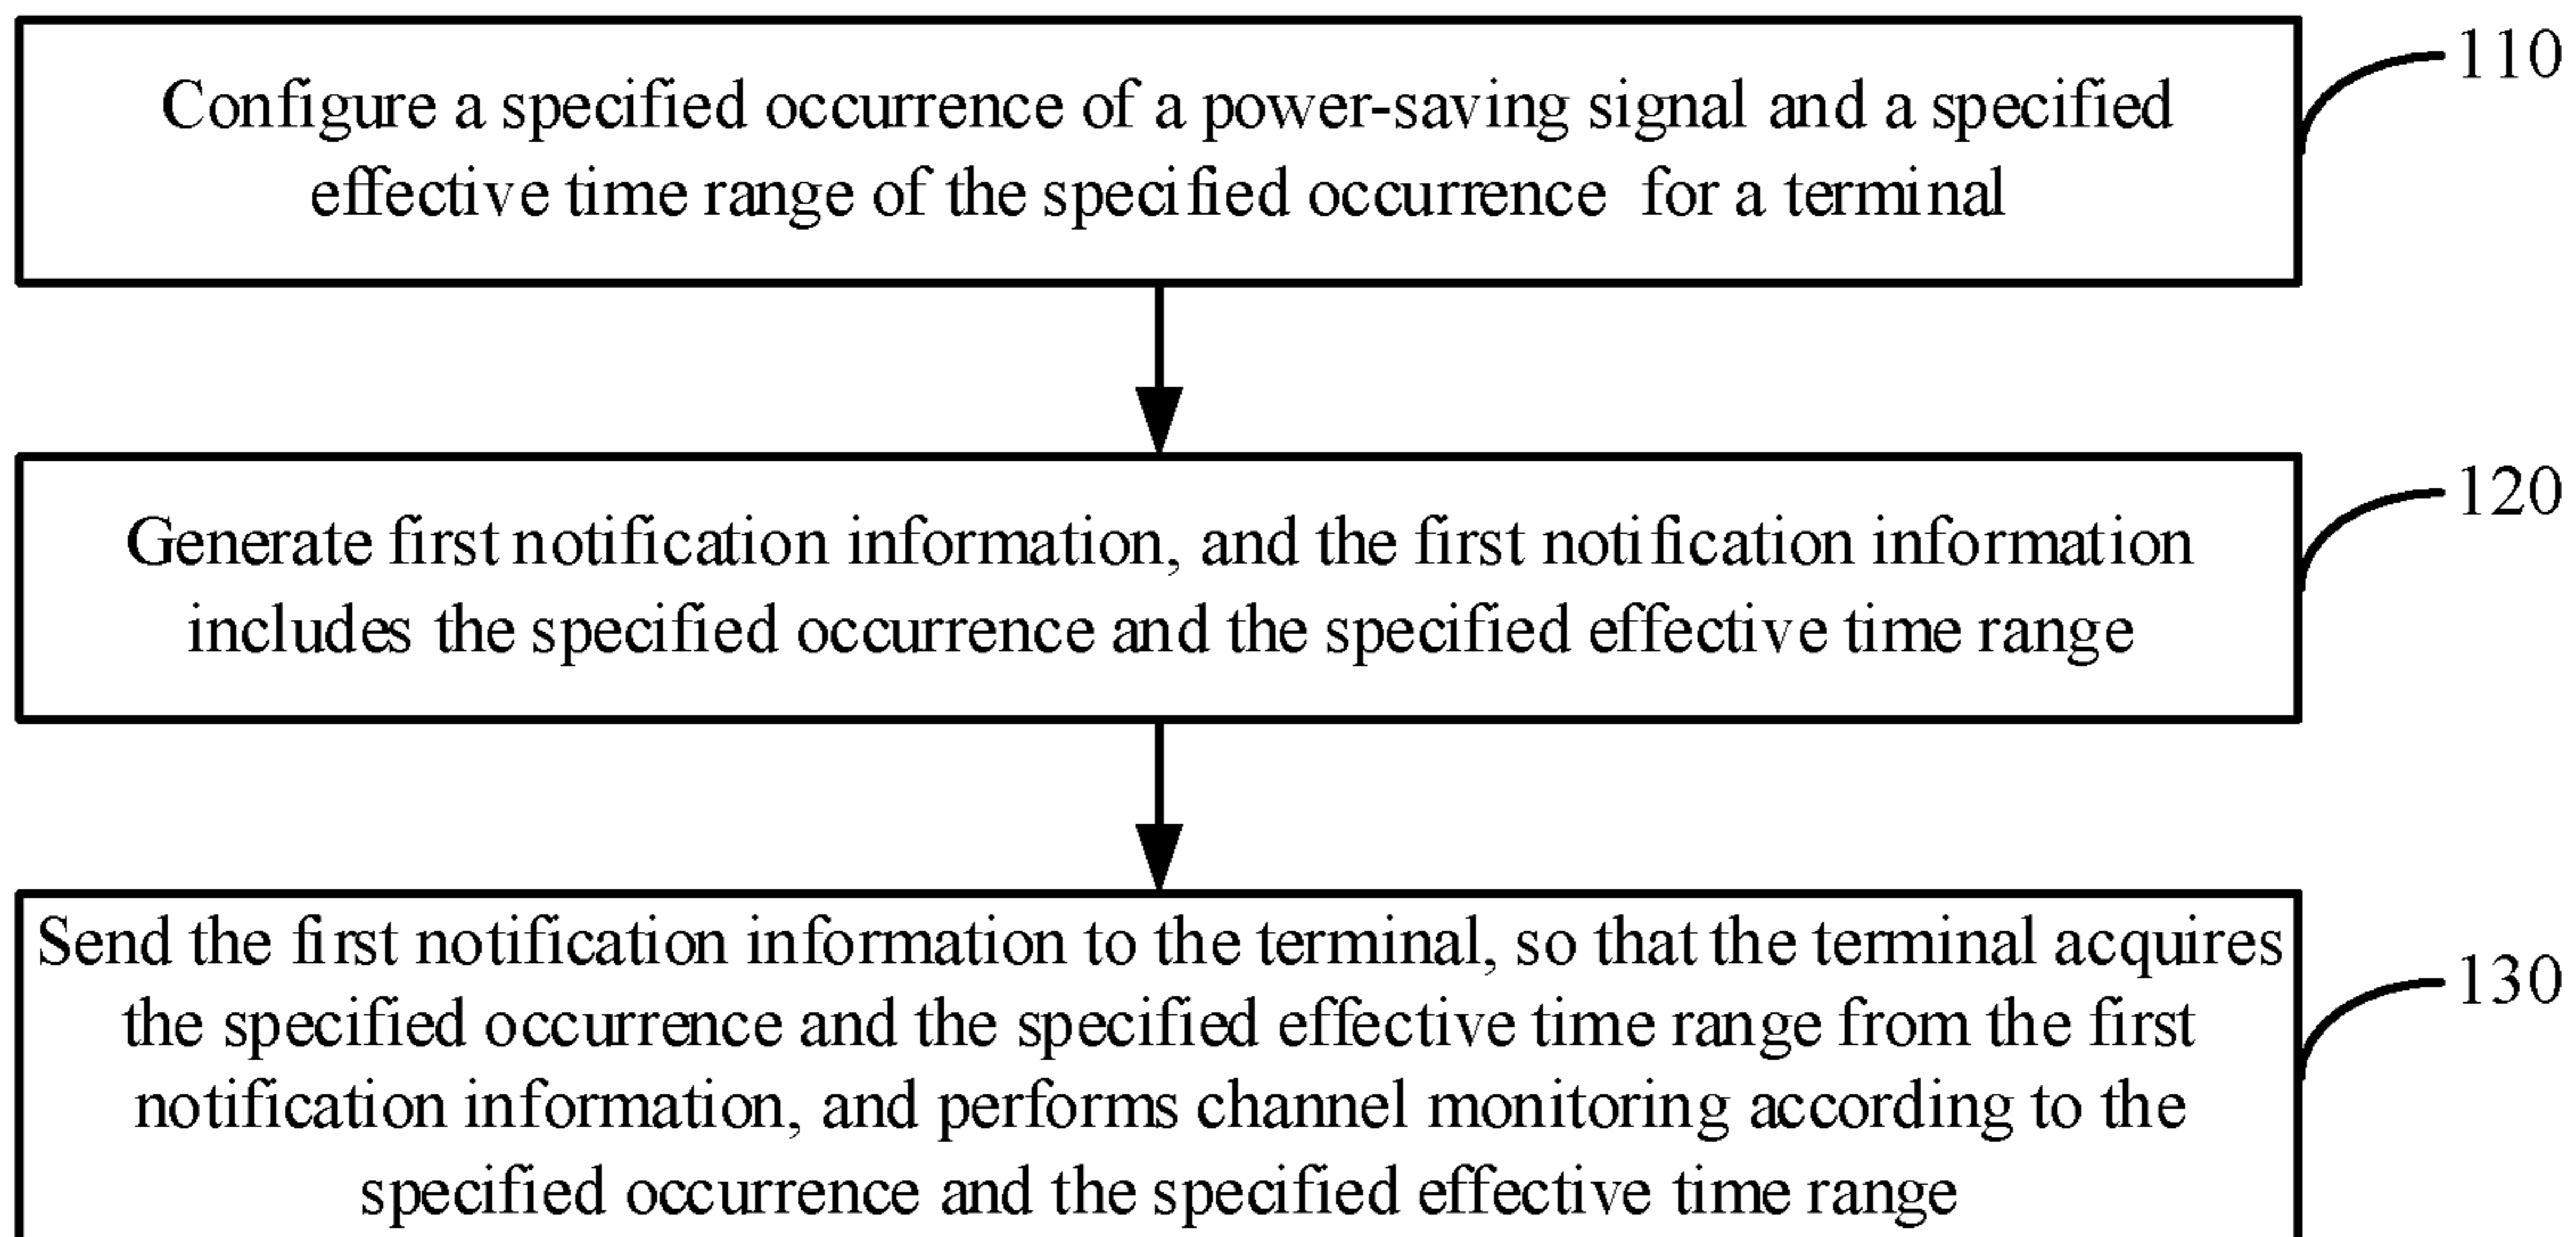 Configure a specified occurrence of a power-saving signal and a specified
effective time range of the specified occurrence for a terminal
110
Generate first notification information, and the first notification information
includes the specified occurrence and the specified effective time range
120
Send the first notification information to the terminal, so that the terminal acquires
the specified occurrence and the specified effective time range from the first
notification information, and performs channel monitoring according to the
specified occurrence and the specified effective time range
130